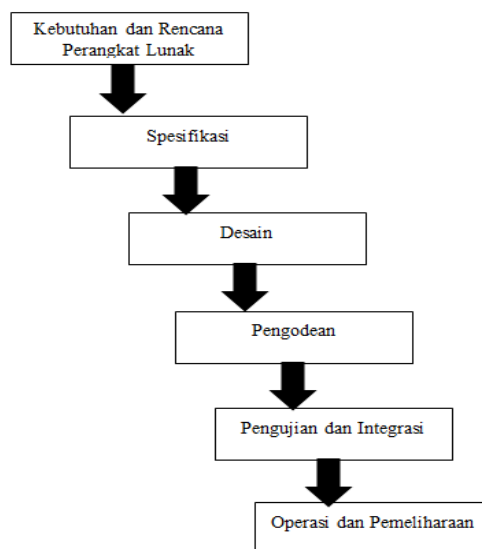 Kebutuhan dan Rencana
Perangkat Lunak
Spesifikasi
Desain
Pengodean
Pengujian dan Integrasi
Operasi dan Pemeliharaan